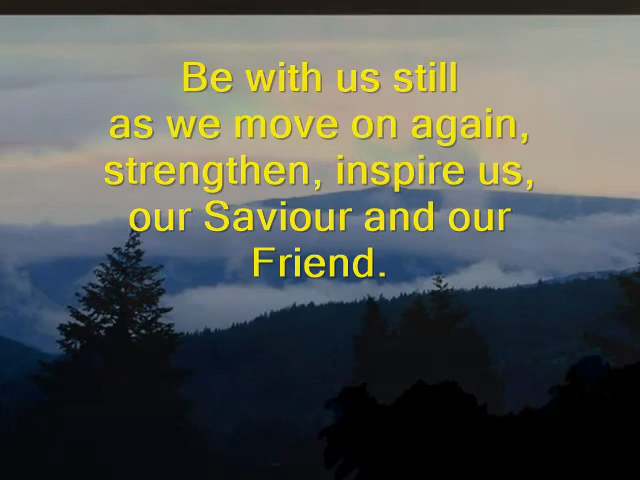 Be with us still
as we move on again,
strengthen, inspire us,
our Saviour and our
Friend.